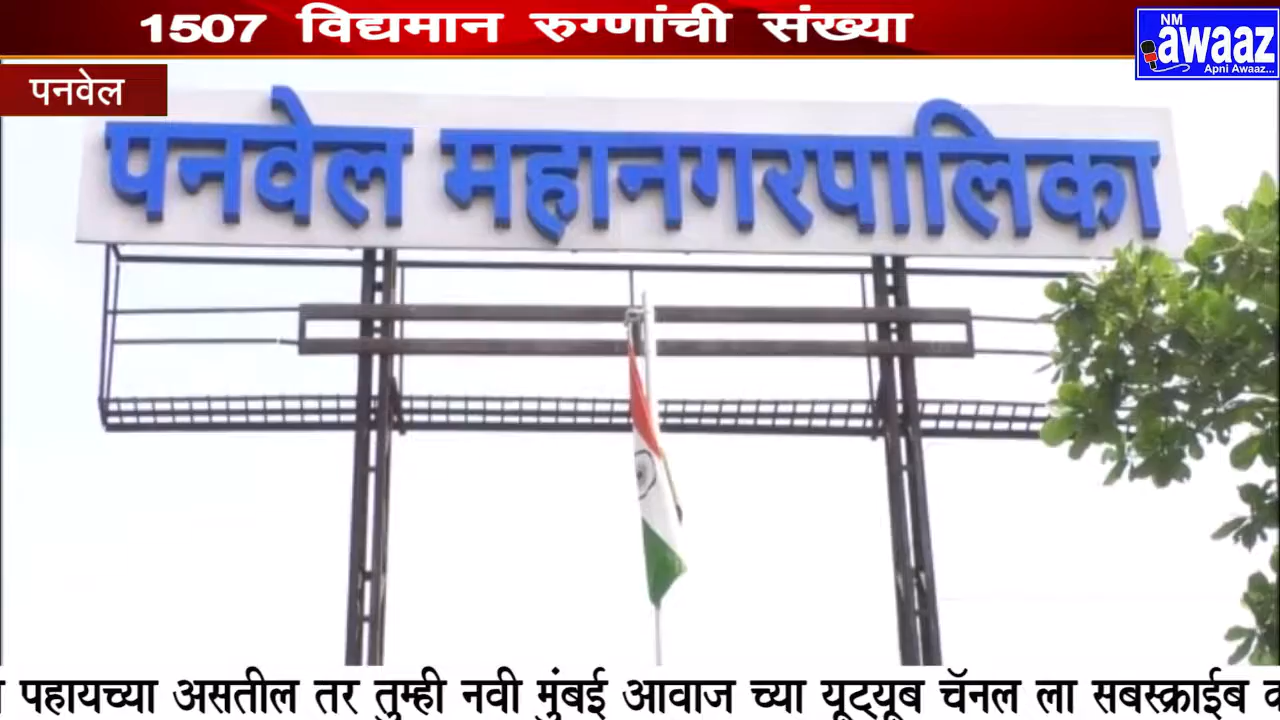 1507 विद्यमान रुग्णांची संख्या
NM
awaaz
Apni Awaaz...
पनवेल
पनवेल महानगरपालिका
पहायच्या असतील तर तुम्ही नवी मुंबई आवाज च्या यूट्यूब चॅनल ला सबस्क्राईब